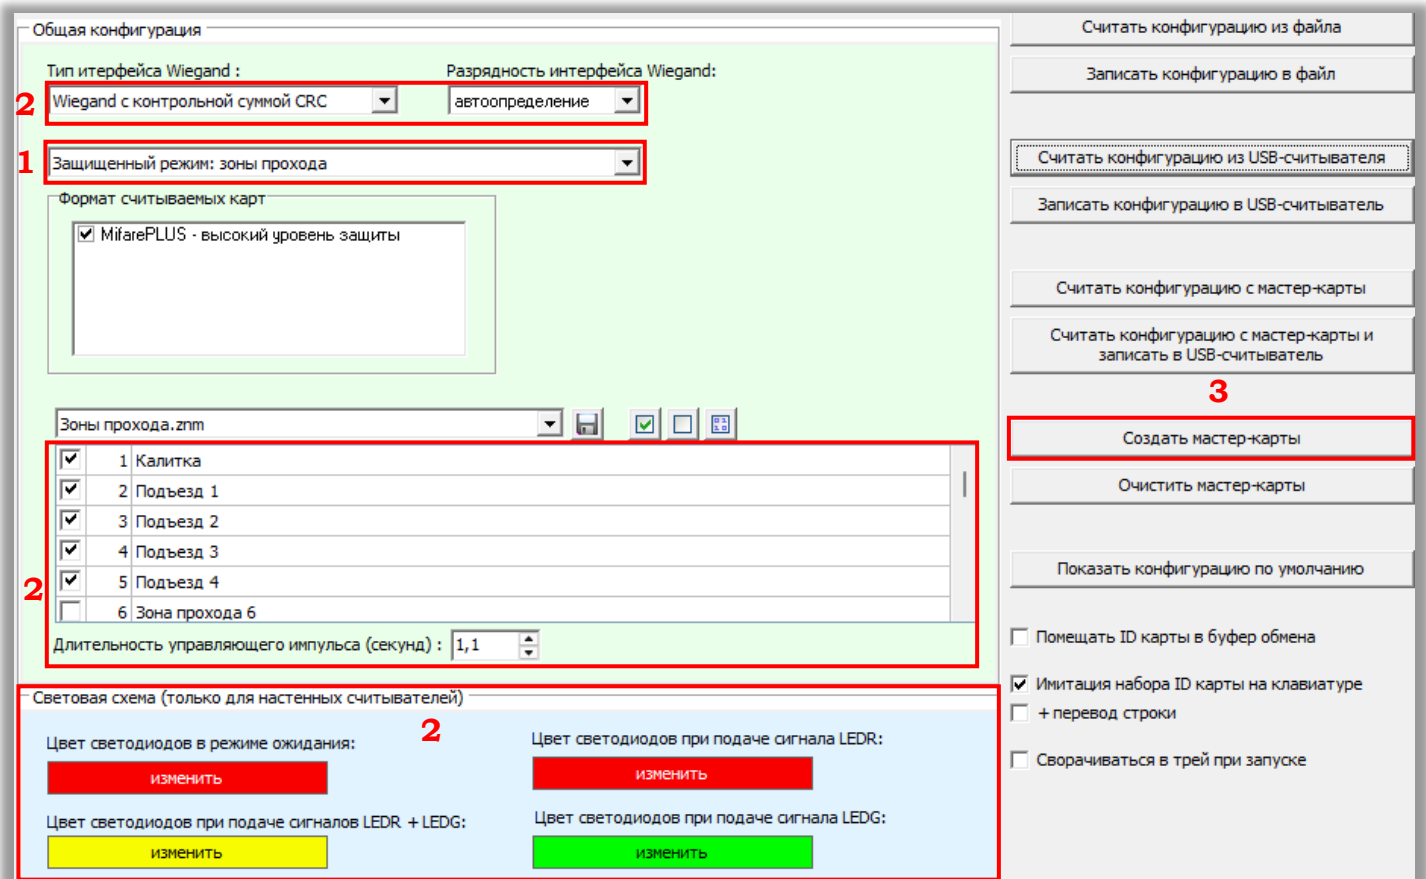 Общая конфигурация
Тип итерфейса Wiegand :
Разрядность интерфейса Wiegand:
2
Wiegand с контрольной суммой CRC
автоопределение
1
Защищенный режим: зоны прохода
Формат считываемых карт
MifarePLUS - высокий уровень защиты
Зоны прохода.znm
1 Калитка
2 Подъезд 1
3 Подъезд 2
4 Подъезд 3
5 Подъезд 4
2
6 Зона прохода 6
Длительность управляющего импульса (секунд) : 1,1
Световая схема (только для настенных считывателей)
2
Цвет светодиодов в режиме ожидания:
изменить
Цвет светодиодов при подаче сигнала LEDR:
изменить
Цвет светодиодов при подаче сигналов LEDR + LEDG:
изменить
Цвет светодиодов при подаче сигнала LEDG:
изменить
Считать конфигурацию из файла
Записать конфигурацию в файл
Считать конфигурацию из USB-считывателя
Записать конфигурацию в USB-считыватель
Считать конфигурацию с мастер-карты
Считать конфигурацию с мастер-карты и
записать в USB-считыватель
3
Создать мастер-карты
Очистить мастер-карты
Показать конфигурацию по умолчанию
Помещать ID карты в буфер обмена
Имитация набора ID карты на клавиатуре
+ перевод строки
Сворачиваться в трей при запуске